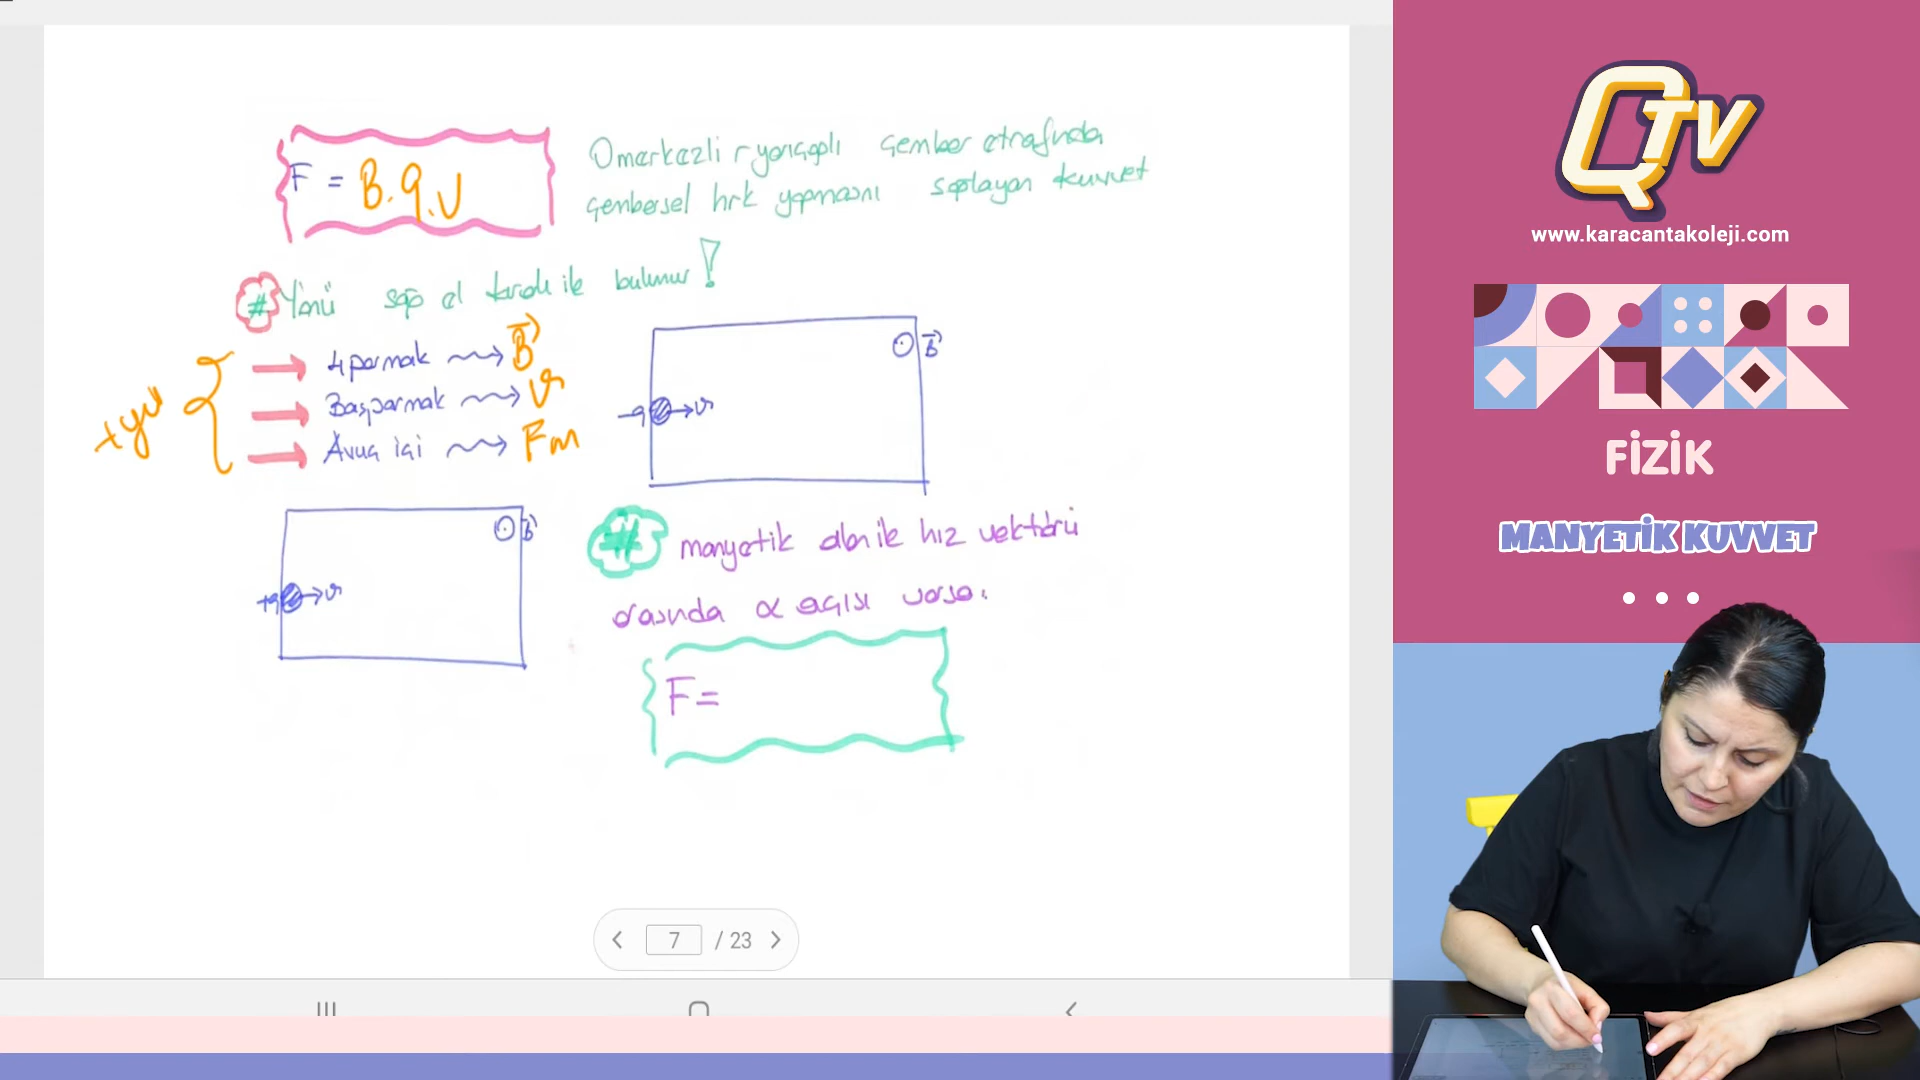 F = B.q.v
O merkezli r yarıçaplı çember etrafında
çembersel hrk yapmasını sağlayan kuvvet
# Yönü sağ el kuralı ile bulunur!
+yük
4 parmak → B
Başparmak → v
Avuç içi → Fm
B
-q → v
B
+q → v
# manyetik alan ile hız vektörü
arasında α açısı varsa.
F=
7 / 23
QTV
www.karacantakoleji.com
FİZİK
MANYETİK KUVVET